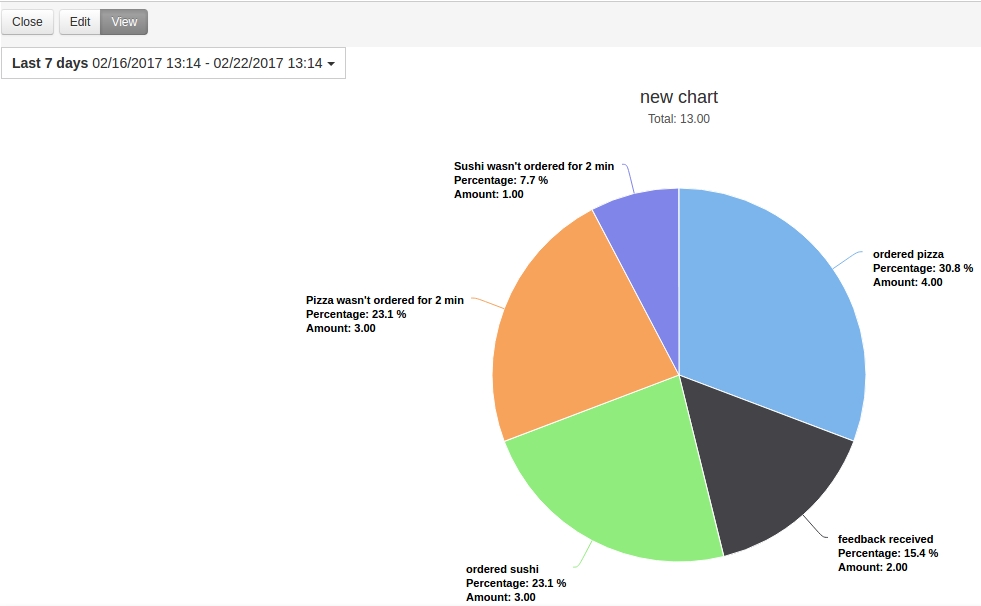 Close Edit View
Last 7 days 02/16/2017 13:14 - 02/22/2017 13:14
new chart
Total: 13.00
Sushi wasn't ordered for 2 min
Percentage: 7.7 %
Amount: 1.00
ordered pizza
Percentage: 30.8 %
Amount: 4.00
Pizza wasn't ordered for 2 min
Percentage: 23.1 %
Amount: 3.00
feedback received
Percentage: 15.4 %
Amount: 2.00
ordered sushi
Percentage: 23.1 %
Amount: 3.00